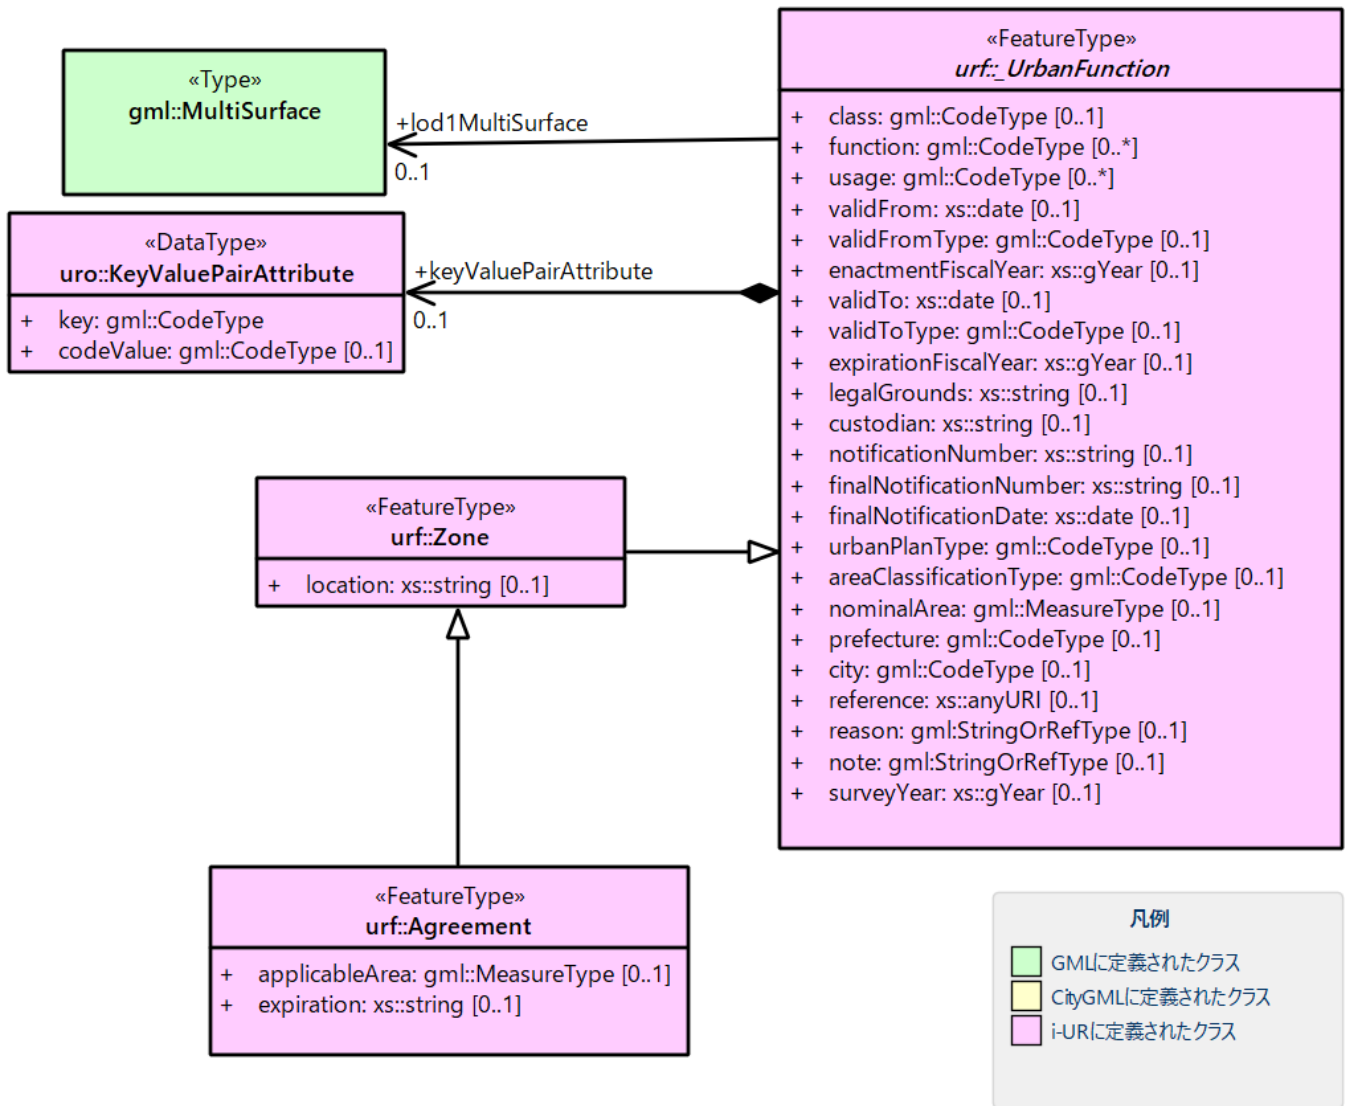 «Type»
gml::MultiSurface
+lod1MultiSurface
0..1
«DataType»
uro::KeyValuePairAttribute
+ key: gml::CodeType
+ codeValue: gml::CodeType [0..1]
+keyValuePairAttribute
0..1
«FeatureType»
urf::_UrbanFunction
+ class: gml::CodeType [0..1]
+ function: gml::CodeType [0..*]
+ usage: gml::CodeType [0..*]
+ validFrom: xs::date [0..1]
+ validFromType: gml::CodeType [0..1]
+ enactmentFiscalYear: xs::gYear [0..1]
+ validTo: xs::date [0..1]
+ validToType: gml::CodeType [0..1]
+ expirationFiscalYear: xs::gYear [0..1]
+ legalGrounds: xs::string [0..1]
+ custodian: xs::string [0..1]
+ notificationNumber: xs::string [0..1]
+ finalNotificationNumber: xs::string [0..1]
+ finalNotificationDate: xs::date [0..1]
+ urbanPlanType: gml::CodeType [0..1]
+ areaClassificationType: gml::CodeType [0..1]
+ nominalArea: gml::MeasureType [0..1]
+ prefecture: gml::CodeType [0..1]
+ city: gml::CodeType [0..1]
+ reference: xs::anyURI [0..1]
+ reason: gml:StringOrRefType [0..1]
+ note: gml:StringOrRefType [0..1]
+ surveyYear: xs::gYear [0..1]
«FeatureType»
urf::Zone
+ location: xs::string [0..1]
«FeatureType»
urf::Agreement
+ applicableArea: gml::MeasureType [0..1]
+ expiration: xs::string [0..1]
凡例
GMLに定義されたクラス
CityGMLに定義されたクラス
i-URに定義されたクラス